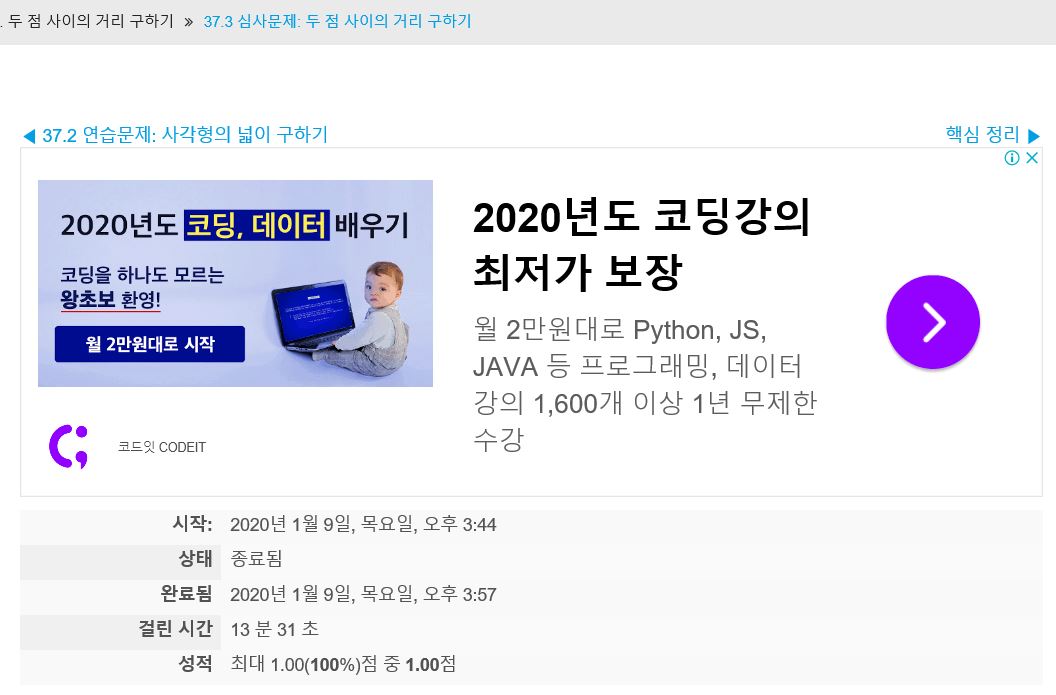 . 두 점 사이의 거리 구하기 » 37.3 심사문제: 두 점 사이의 거리 구하기
◀ 37.2 연습문제: 사각형의 넓이 구하기
핵심 정리 ▶
2020년도 코딩, 데이터 배우기
코딩을 하나도 모르는
왕초보 환영!
월 2만원대로 시작
코드잇 CODEIT
2020년도 코딩강의
최저가 보장
월 2만원대로 Python, JS,
JAVA 등 프로그래밍, 데이터
강의 1,600개 이상 1년 무제한
수강
시작: 2020년 1월 9일, 목요일, 오후 3:44
상태 종료됨
완료됨 2020년 1월 9일, 목요일, 오후 3:57
걸린 시간 13 분 31 초
성적 최대 1.00(100%)점 중 1.00점